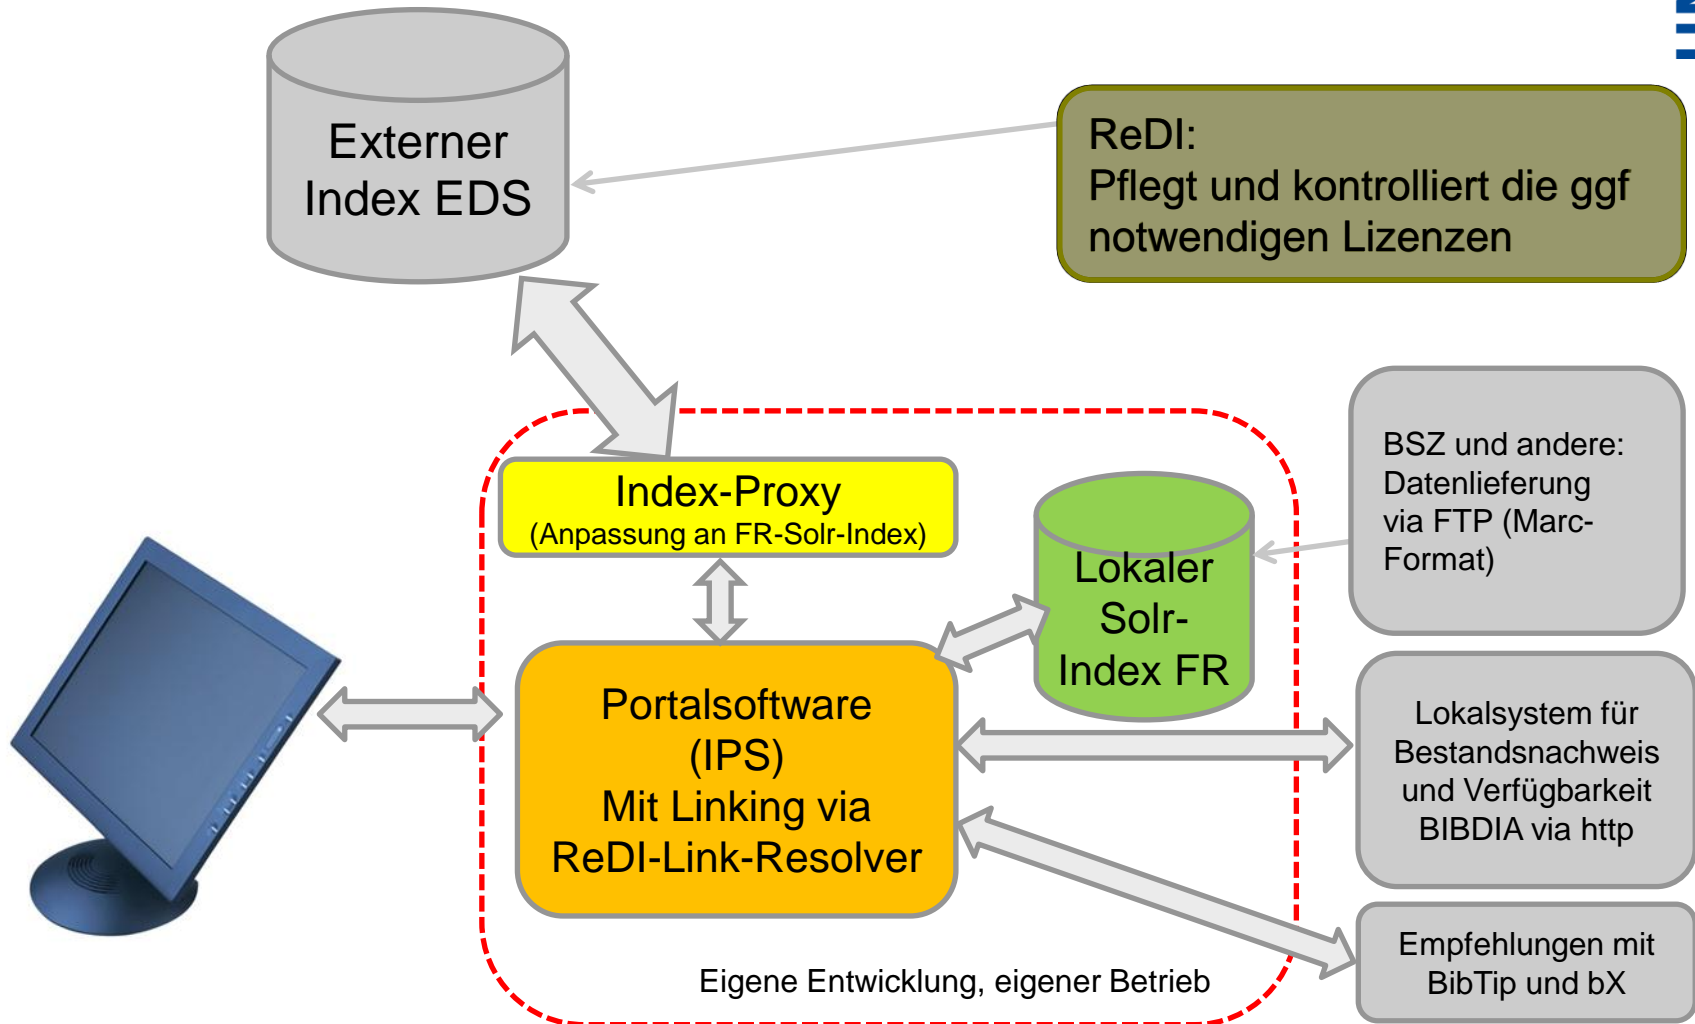 Externer
Index EDS
ReDI:
Pflegt und kontrolliert die ggf
notwendigen Lizenzen
Index-Proxy
(Anpassung an FR-Solr-Index)
Lokaler
Solr-
Index FR
BSZ und andere:
Datenlieferung
via FTP (Marc-
Format)
Portalsoftware
(IPS)
Mit Linking via
ReDI-Link-Resolver
Lokalsystem für
Bestandsnachweis
und Verfügbarkeit
BIBDIA via http
Empfehlungen mit
BibTip und bX
Eigene Entwicklung, eigener Betrieb